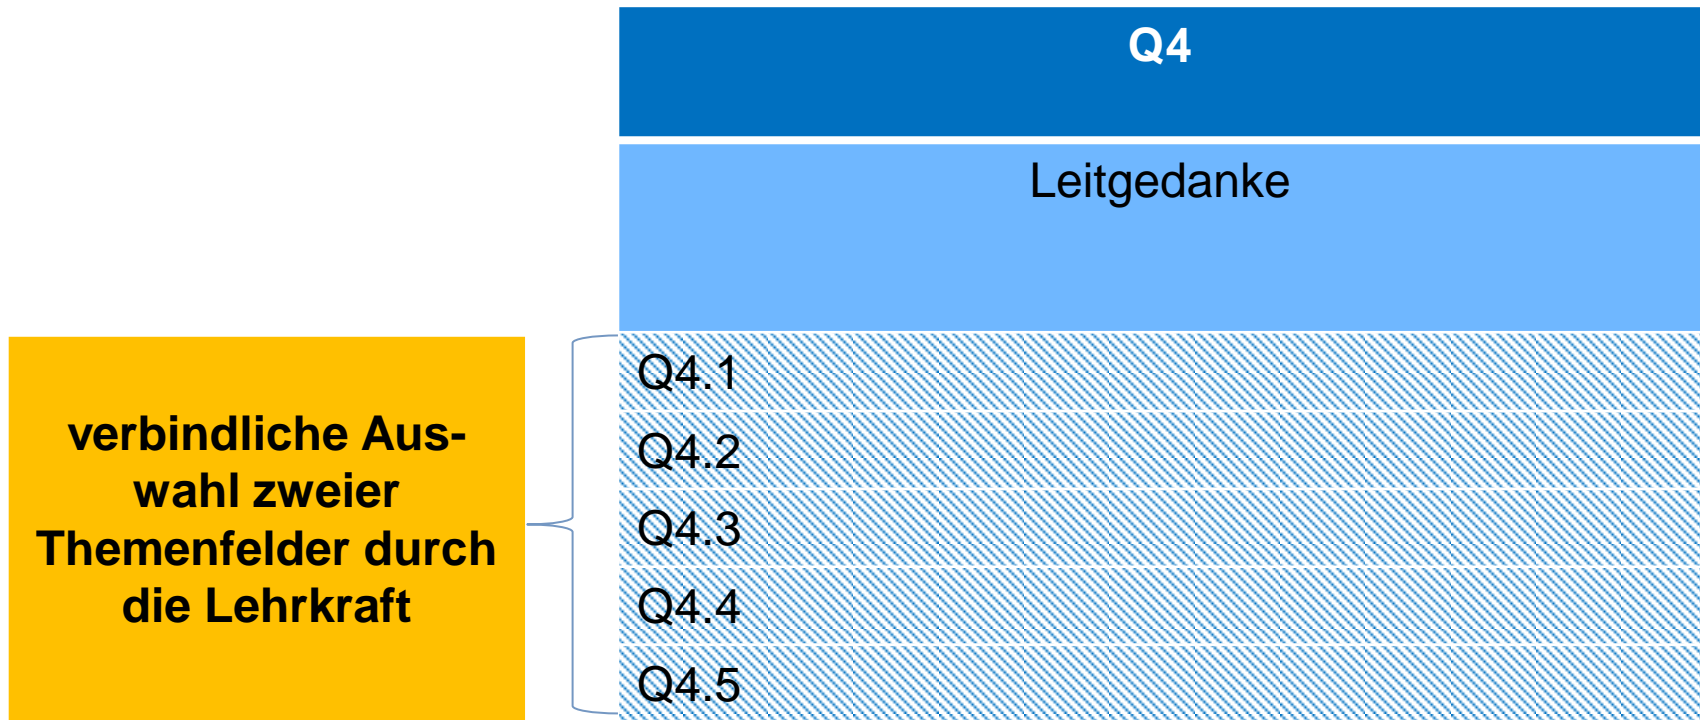 Q4
Leitgedanke
verbindliche Aus-
wahl zweier
Themenfelder durch
die Lehrkraft
Q4.1
Q4.2
Q4.3
Q4.4
Q4.5